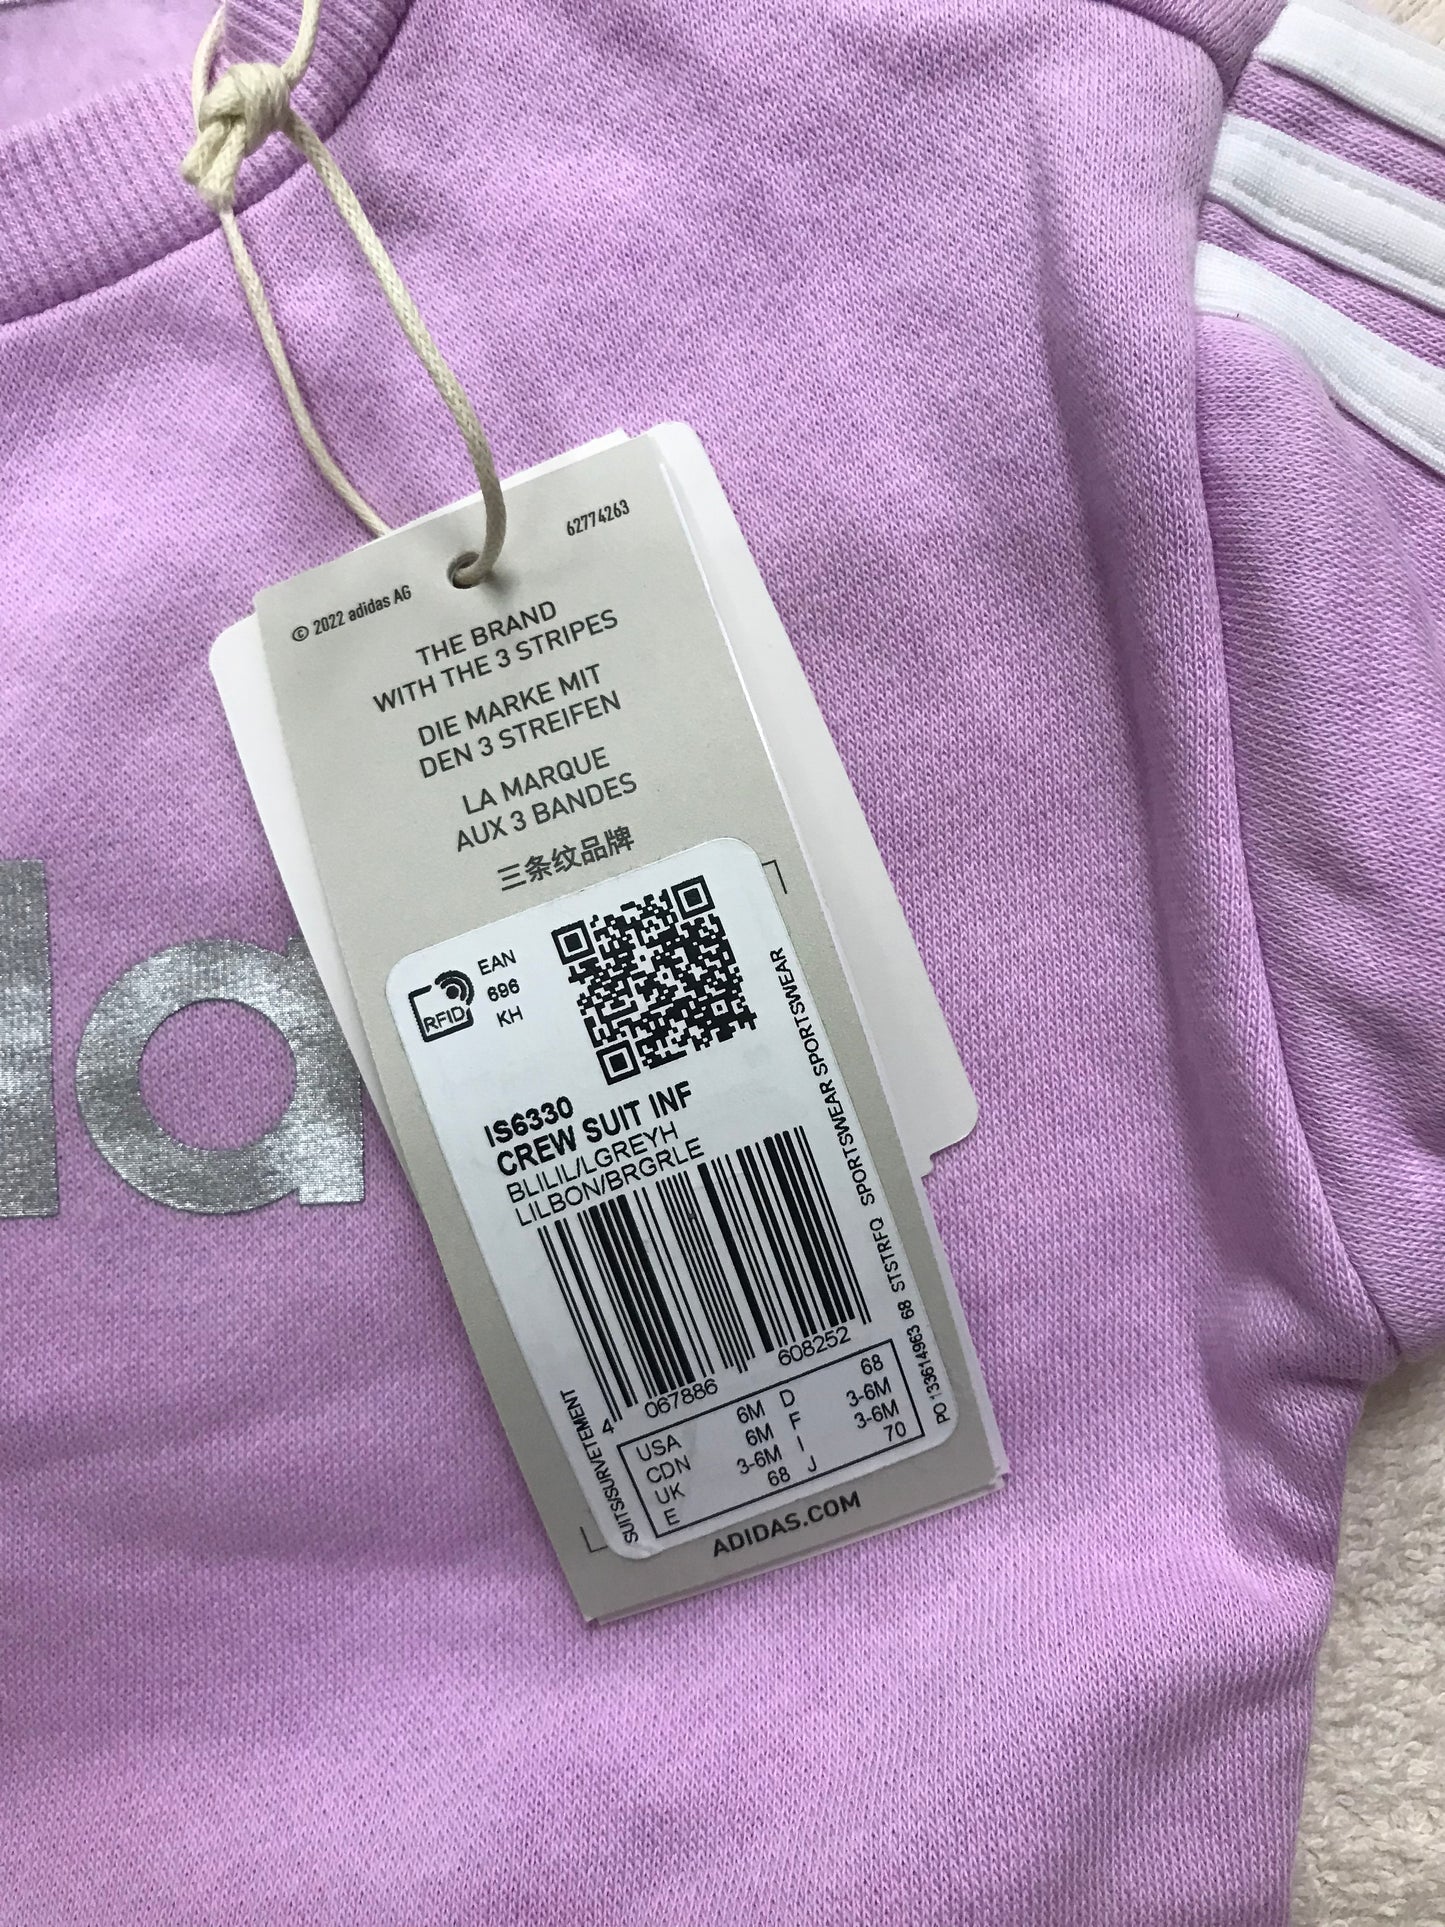 62774263
© 2022 adidas AG
THE BRAND
WITH THE 3 STRIPES
DIE MARKE MIT
DEN 3 STREIFEN
LA MARQUE
AUX 3 BANDES
三条纹品牌
RFID
EAN
696
KH
IS6330
CREW SUIT INF
BLILIL/LGREYH
LILBON/BRGRLE
4 067886 608252
USA 6M D 68
CDN 6M F 3-6M
UK 3-6M I 3-6M
E 68 J 70
SUITS/SURVETEMENT
PO 133614963 68 STSTRFQ SPORTSWEAR SPORTSWEAR
ADIDAS.COM
da